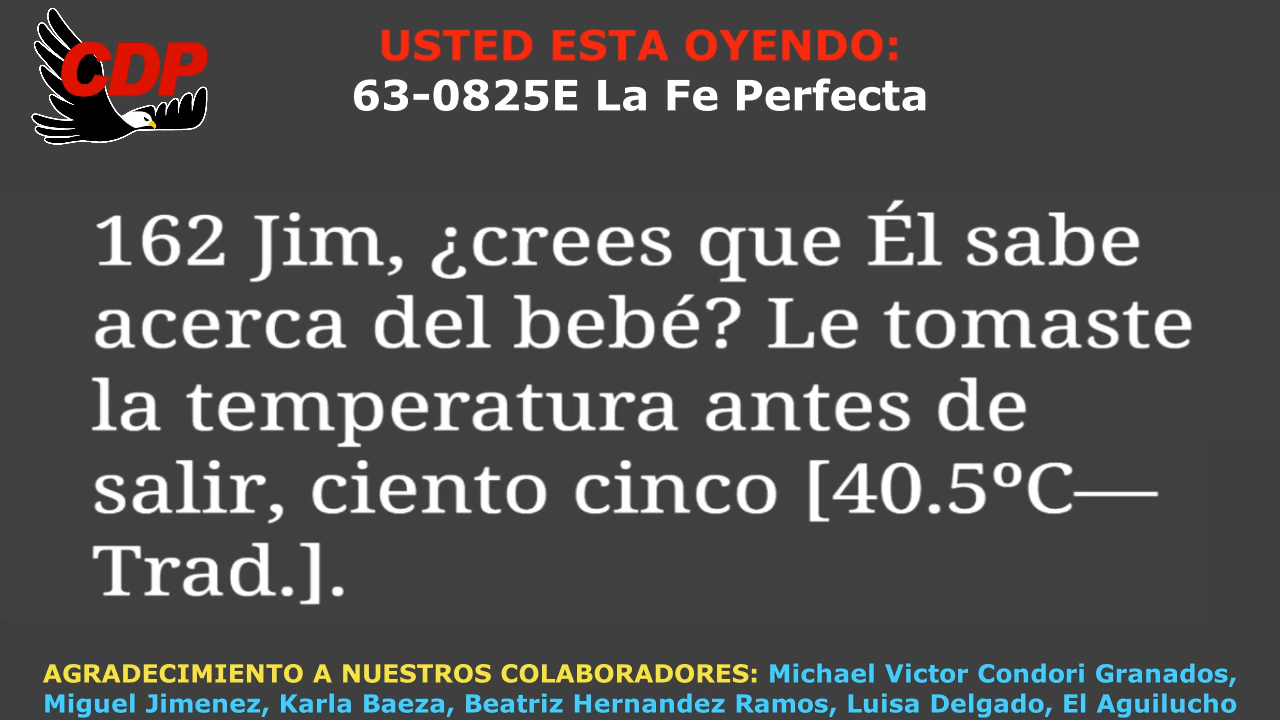 CDP
USTED ESTA OYENDO:
63-0825E La Fe Perfecta
162 Jim, ¿crees que Él sabe
acerca del bebé? Le tomaste
la temperatura antes de
salir, ciento cinco [40.5ºC—
Trad.].
AGRADECIMIENTO A NUESTROS COLABORADORES: Michael Victor Condori Granados,
Miguel Jimenez, Karla Baeza, Beatriz Hernandez Ramos, Luisa Delgado, El Aguilucho